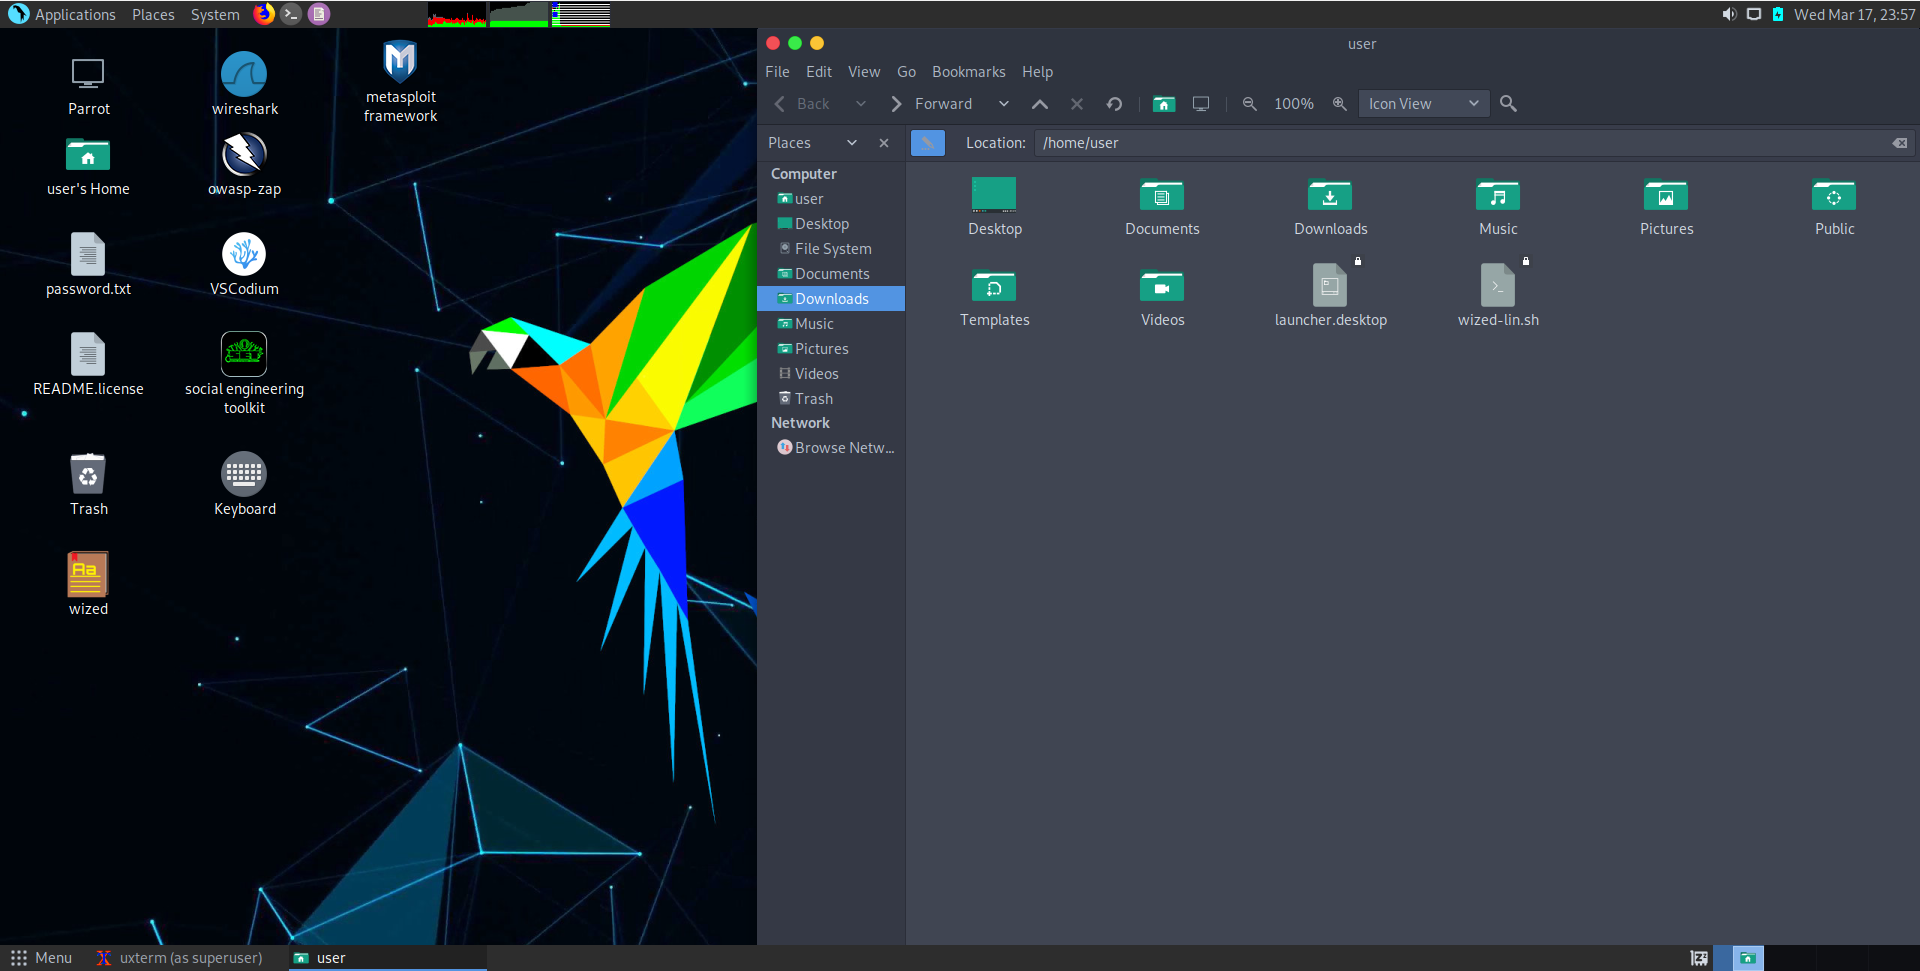 Applications Places System
Wed Mar 17, 23:57
Parrot
wireshark
metasploit
framework
user's Home
owasp-zap
password.txt
VSCodium
README.license
social engineering
toolkit
Trash
Keyboard
Aa
wized
user
File Edit View Go Bookmarks Help
Back Forward 100% Icon View
Places
Location: /home/user
Computer
user
Desktop
File System
Documents
Downloads
Music
Pictures
Videos
Trash
Network
Browse Netw...
Desktop Documents Downloads Music Pictures Public
Templates Videos launcher.desktop wized-lin.sh
Menu uxterm (as superuser) user